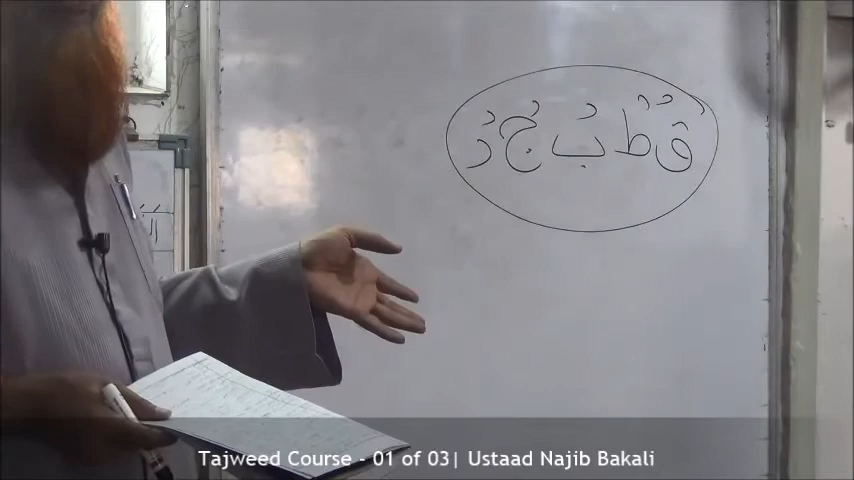 قْ طْ بْ جْ دْ
Tajweed Course - 01 of 03| Ustaad Najib Bakali